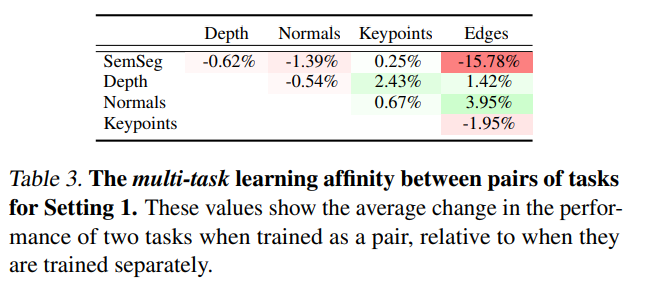 Depth Normals Keypoints Edges
SemSeg -0.62% -1.39% 0.25% -15.78%
Depth -0.54% 2.43% 1.42%
Normals 0.67% 3.95%
Keypoints -1.95%
Table 3. The multi-task learning affinity between pairs of tasks
for Setting 1. These values show the average change in the perfor-
mance of two tasks when trained as a pair, relative to when they
are trained separately.